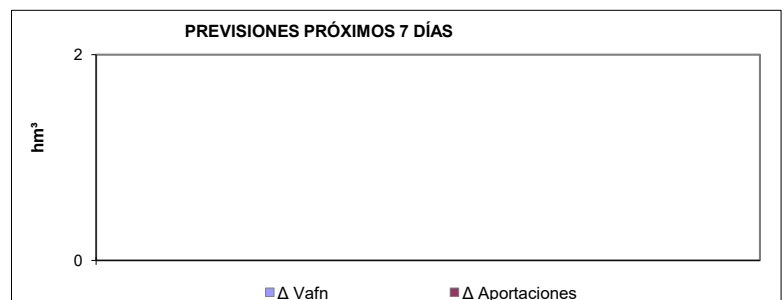 PREVISIONES PRÓXIMOS 7 DÍAS
2
hm³
0
Δ Vafn
Δ Aportaciones